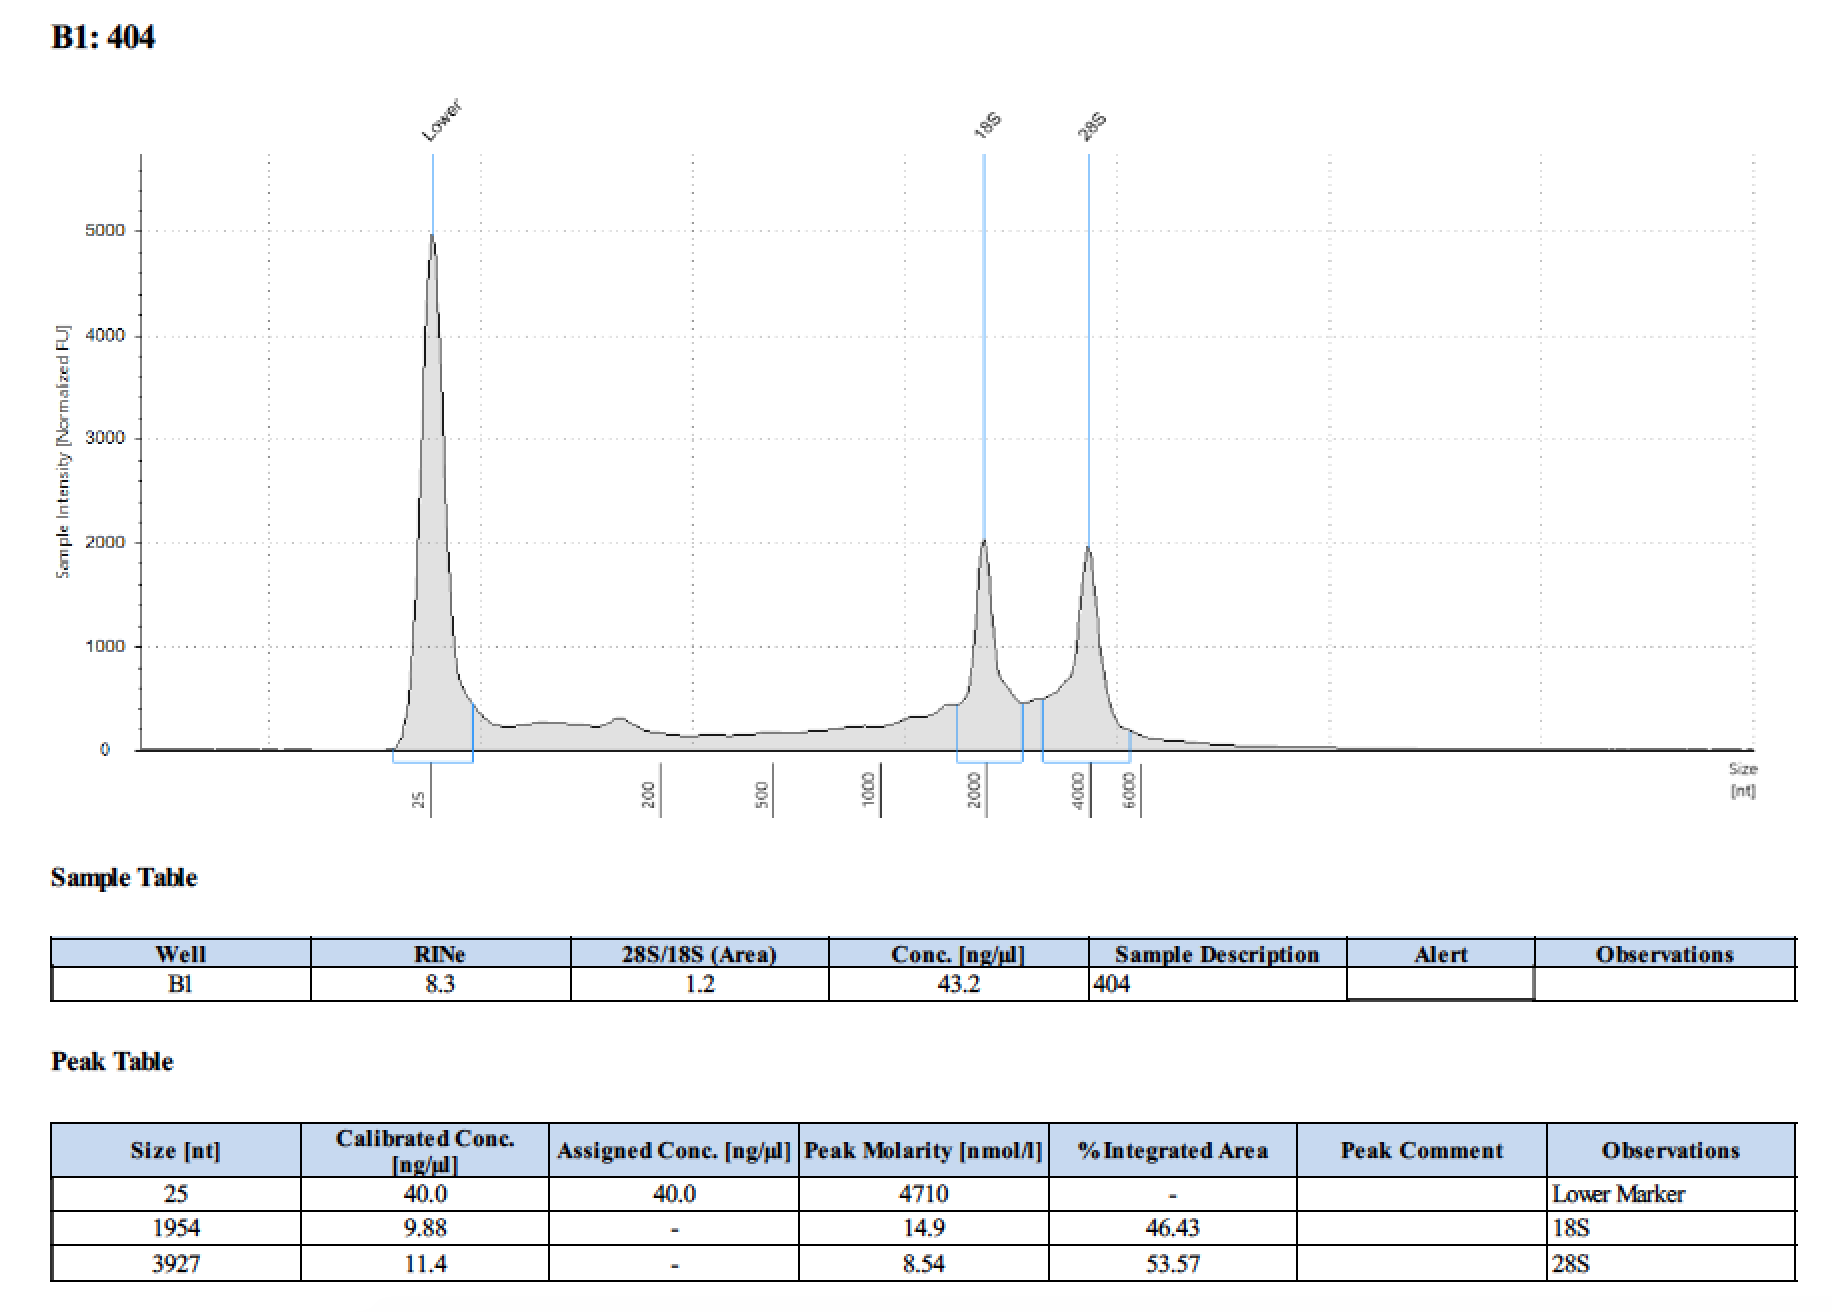 B1: 404
Lower
18S
28S
Sample Intensity [Normalized FU]
5000
4000
3000
2000
1000
0
25
200
500
1000
2000
4000
6000
Size
[nt]
Sample Table
Well RINe 28S/18S (Area) Conc. [ng/µl] Sample Description Alert Observations
B1 8.3 1.2 43.2 404
Peak Table
Size [nt] Calibrated Conc. [ng/µl] Assigned Conc. [ng/µl] Peak Molarity [nmol/l] % Integrated Area Peak Comment Observations
25 40.0 40.0 4710 - Lower Marker
1954 9.88 - 14.9 46.43 18S
3927 11.4 - 8.54 53.57 28S